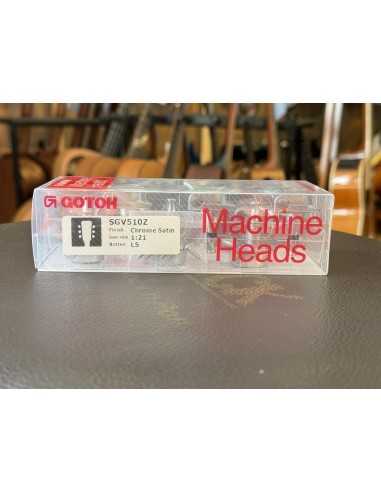 GOTOH
SGV510Z
Finish Chrome Satin
Gear ratio 1:21
Button L5
Machine
Heads